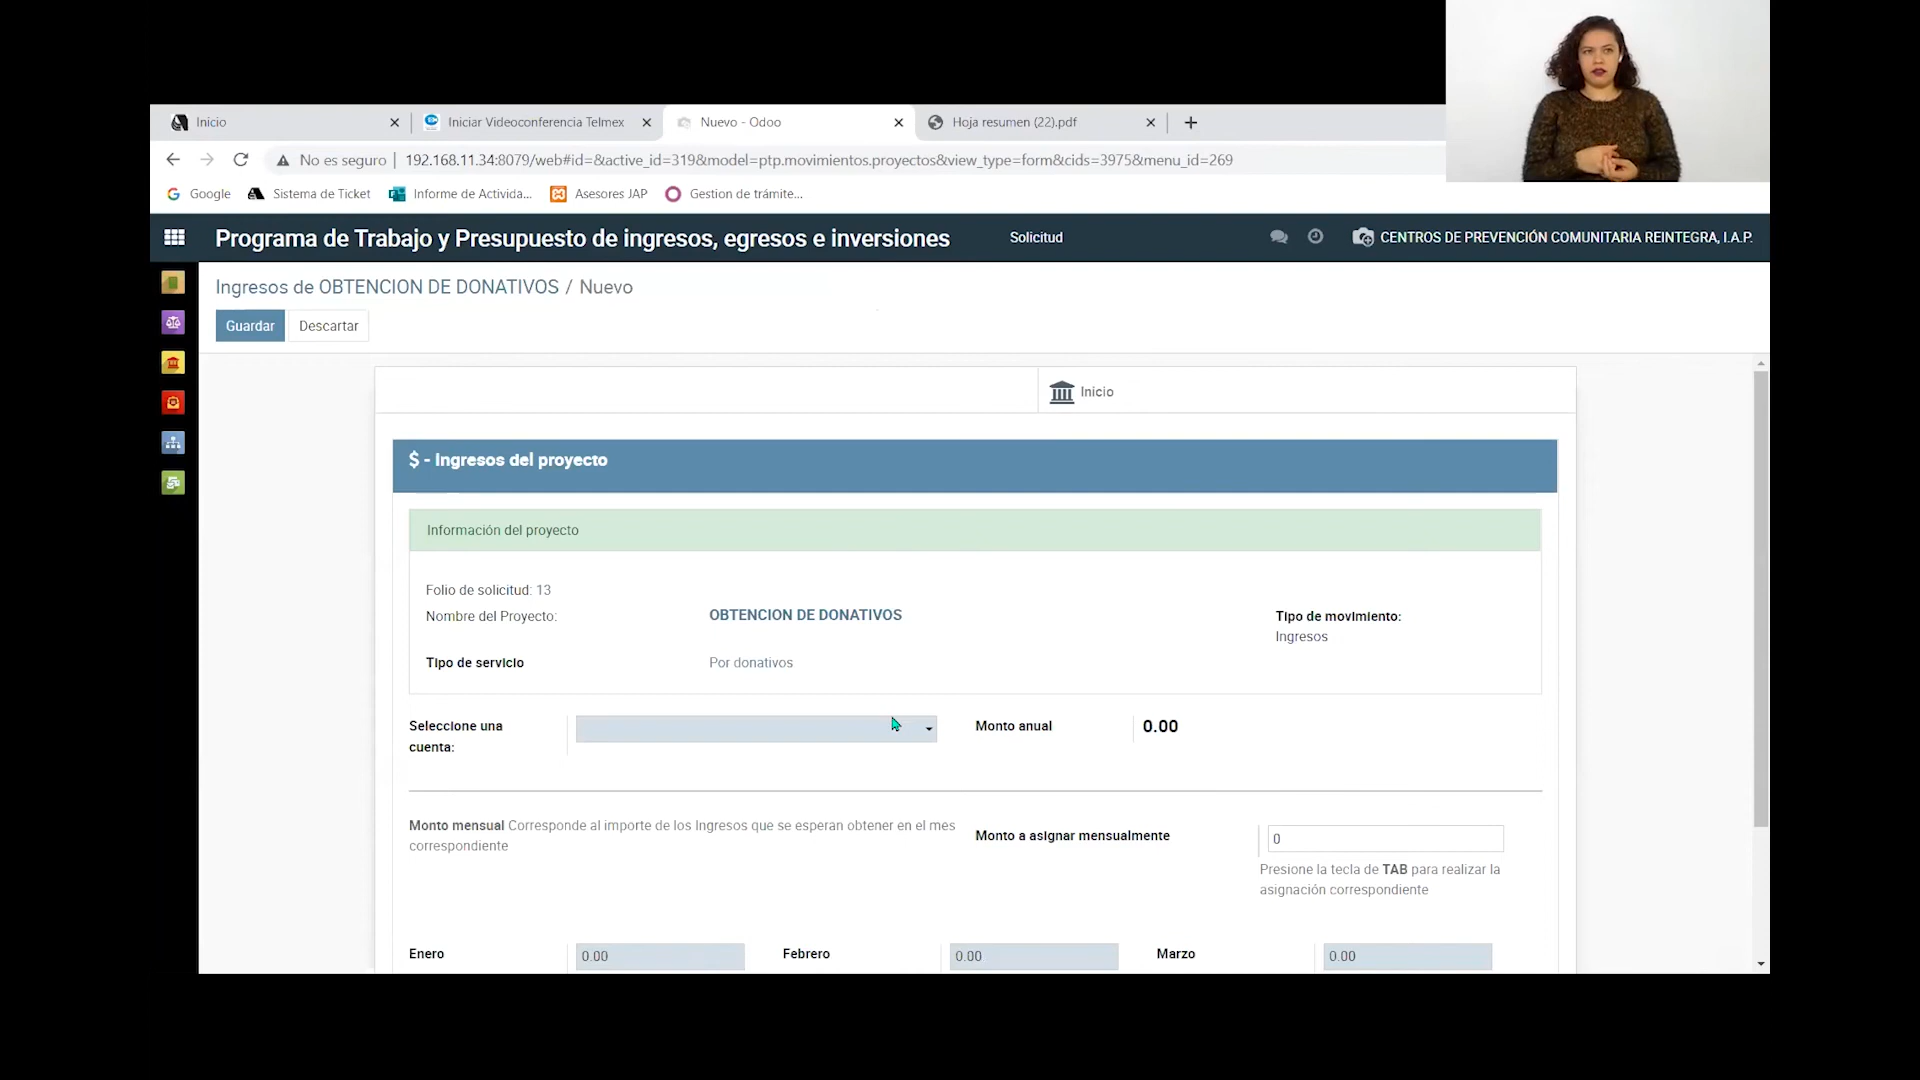 Inicio
Iniciar Videoconferencia Telmex
Nuevo - Odoo
Hoja resumen (22).pdf
No es seguro
192.168.11.34:8079/web#id=&active_id=319&model=ptp.movimientos.proyectos&view_type=form&cids=3975&menu_id=269
Google
Sistema de Ticket
Informe de Activida...
Asesores JAP
Gestion de trámite...
Programa de Trabajo y Presupuesto de ingresos, egresos e inversiones
Solicitud
CENTROS DE PREVENCIÓN COMUNITARIA REINTEGRA, I.A.P.
Ingresos de OBTENCION DE DONATIVOS / Nuevo
Guardar
Descartar
Inicio
$ - Ingresos del proyecto
Información del proyecto
Folio de solicitud: 13
Nombre del Proyecto:
OBTENCION DE DONATIVOS
Tipo de movimiento:
Ingresos
Tipo de servicio
Por donativos
Seleccione una
cuenta:
Monto anual
0.00
Monto mensual Corresponde al importe de los Ingresos que se esperan obtener en el mes
correspondiente
Monto a asignar mensualmente
0
Presione la tecla de TAB para realizar la
asignación correspondiente
Enero
0.00
Febrero
0.00
Marzo
0.00